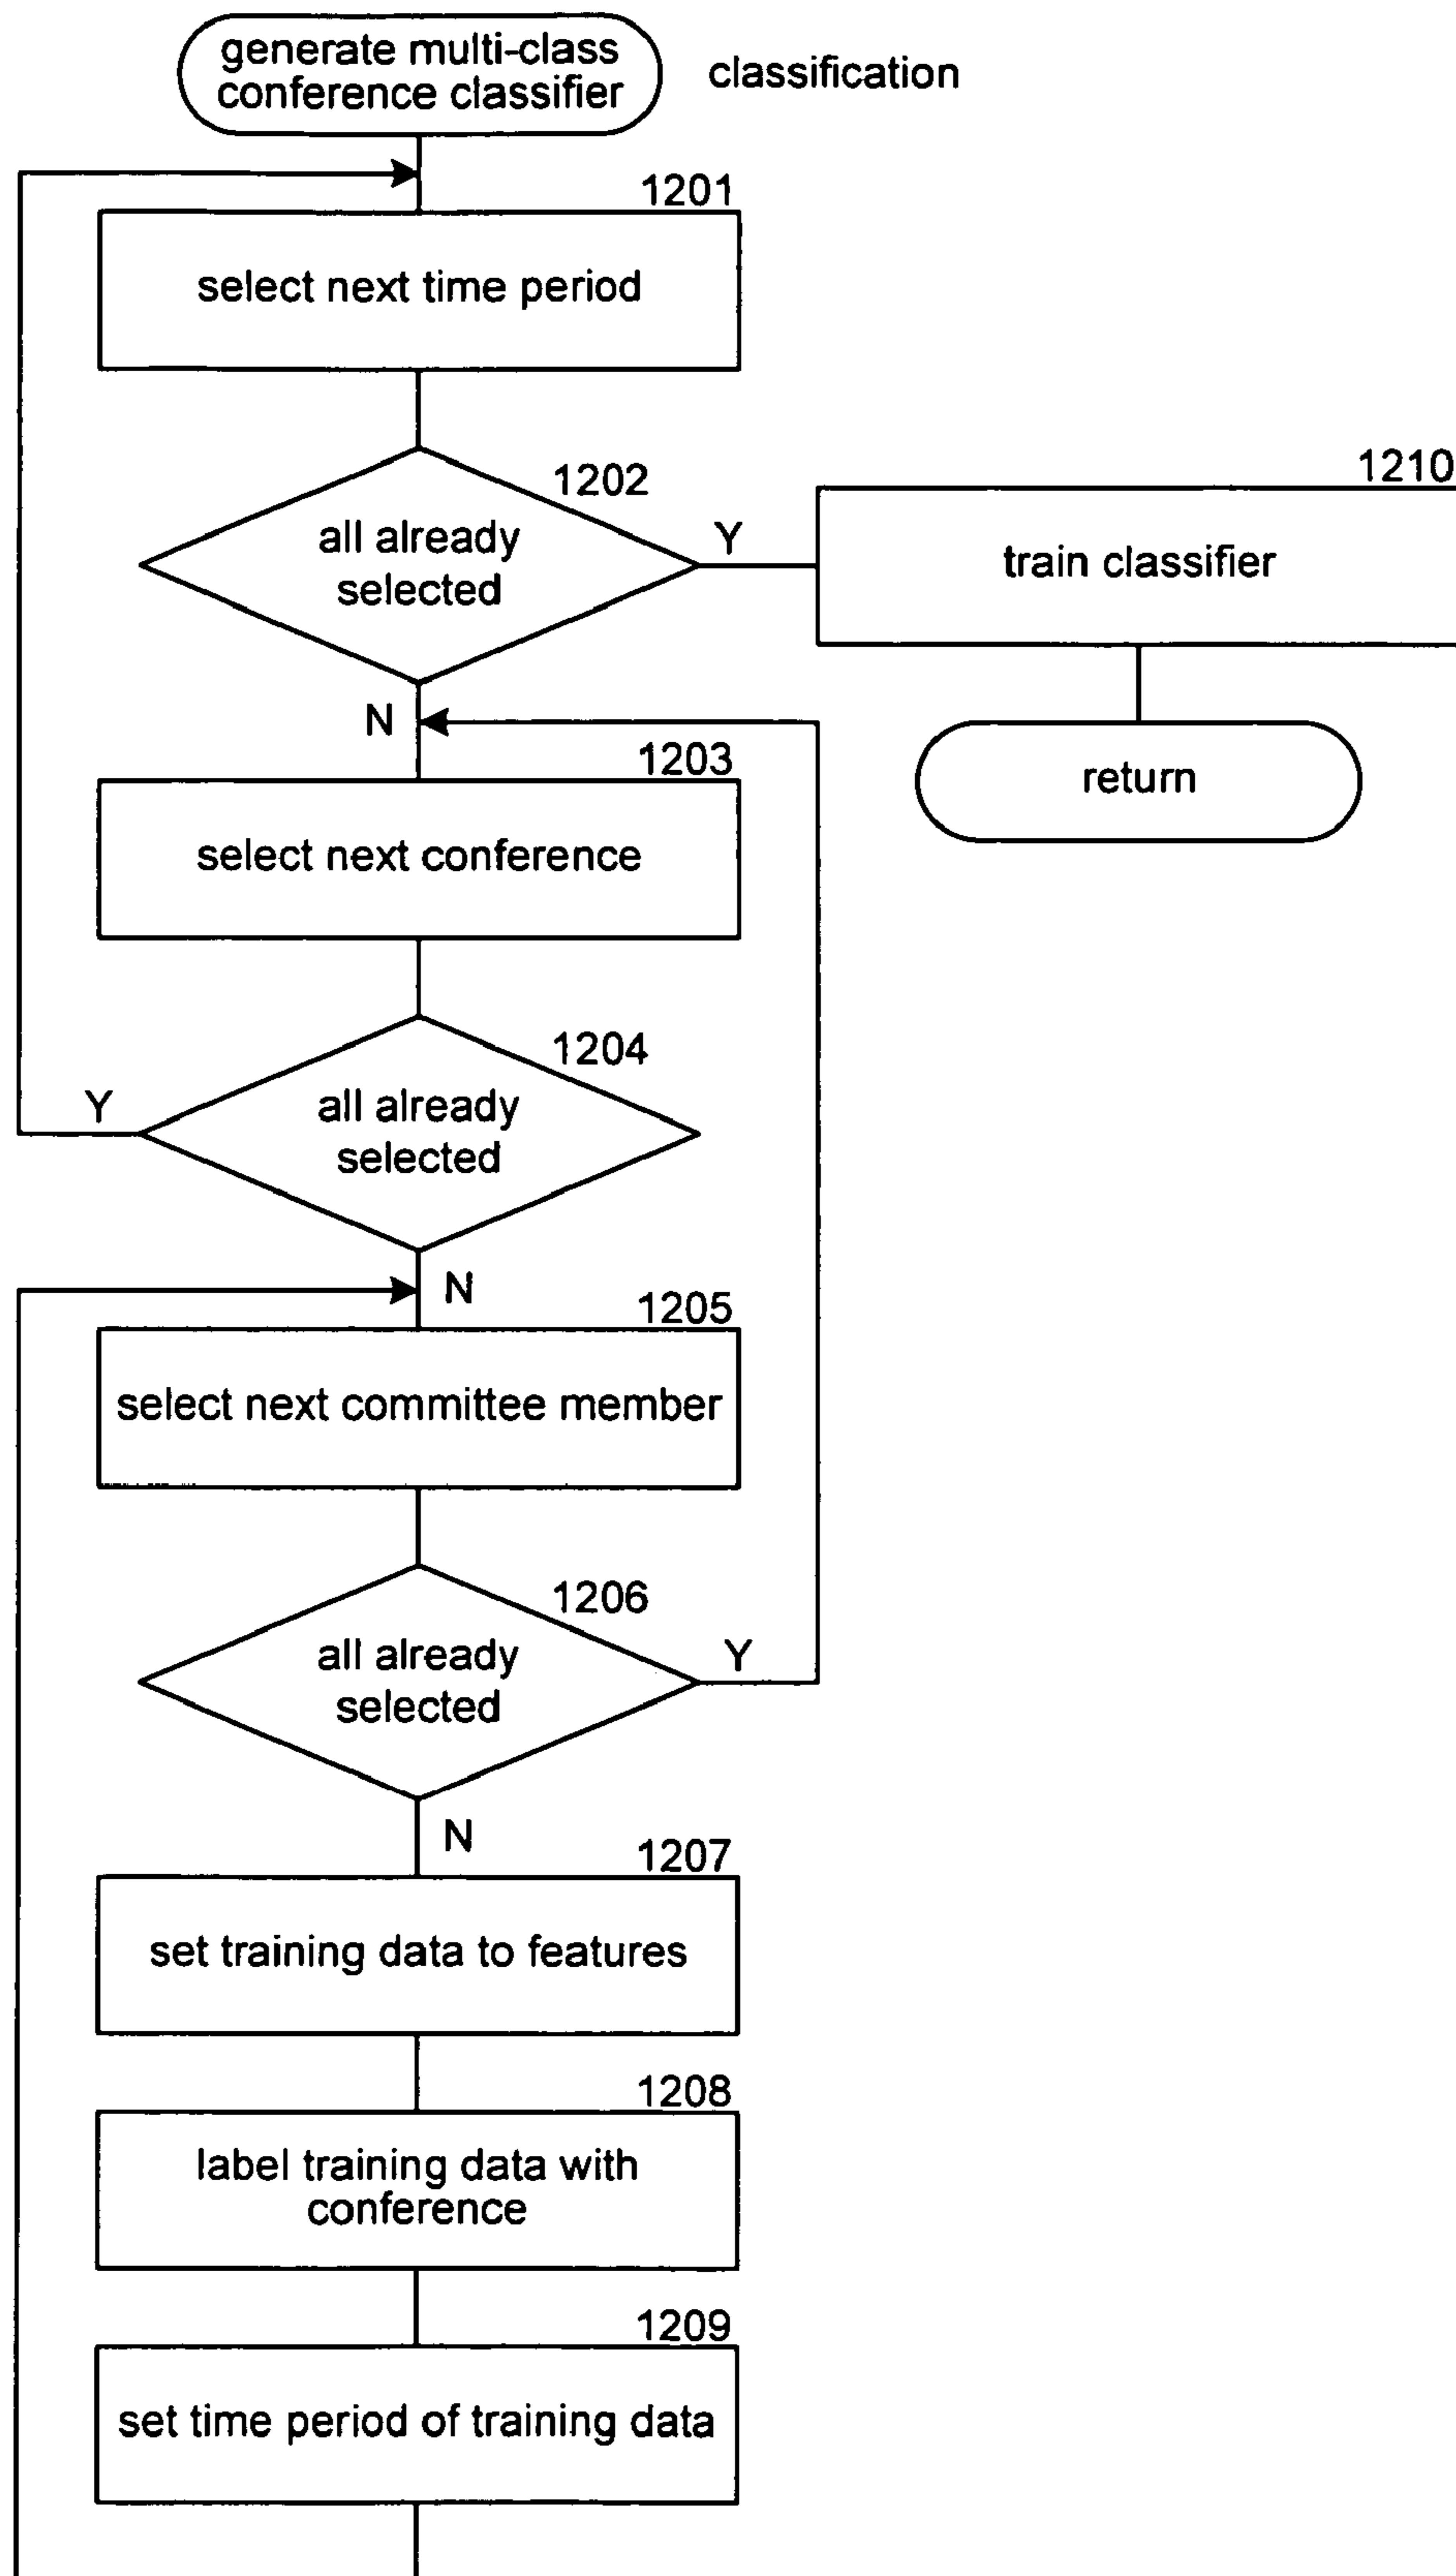 generate multi-class
conference classifier
classification
1201
select next time period
1202
all already
selected
Y
1210
train classifier
N
return
1203
select next conference
1204
all already
selected
Y
N
1205
select next committee member
1206
all already
selected
Y
N
1207
set training data to features
1208
label training data with
conference
1209
set time period of training data